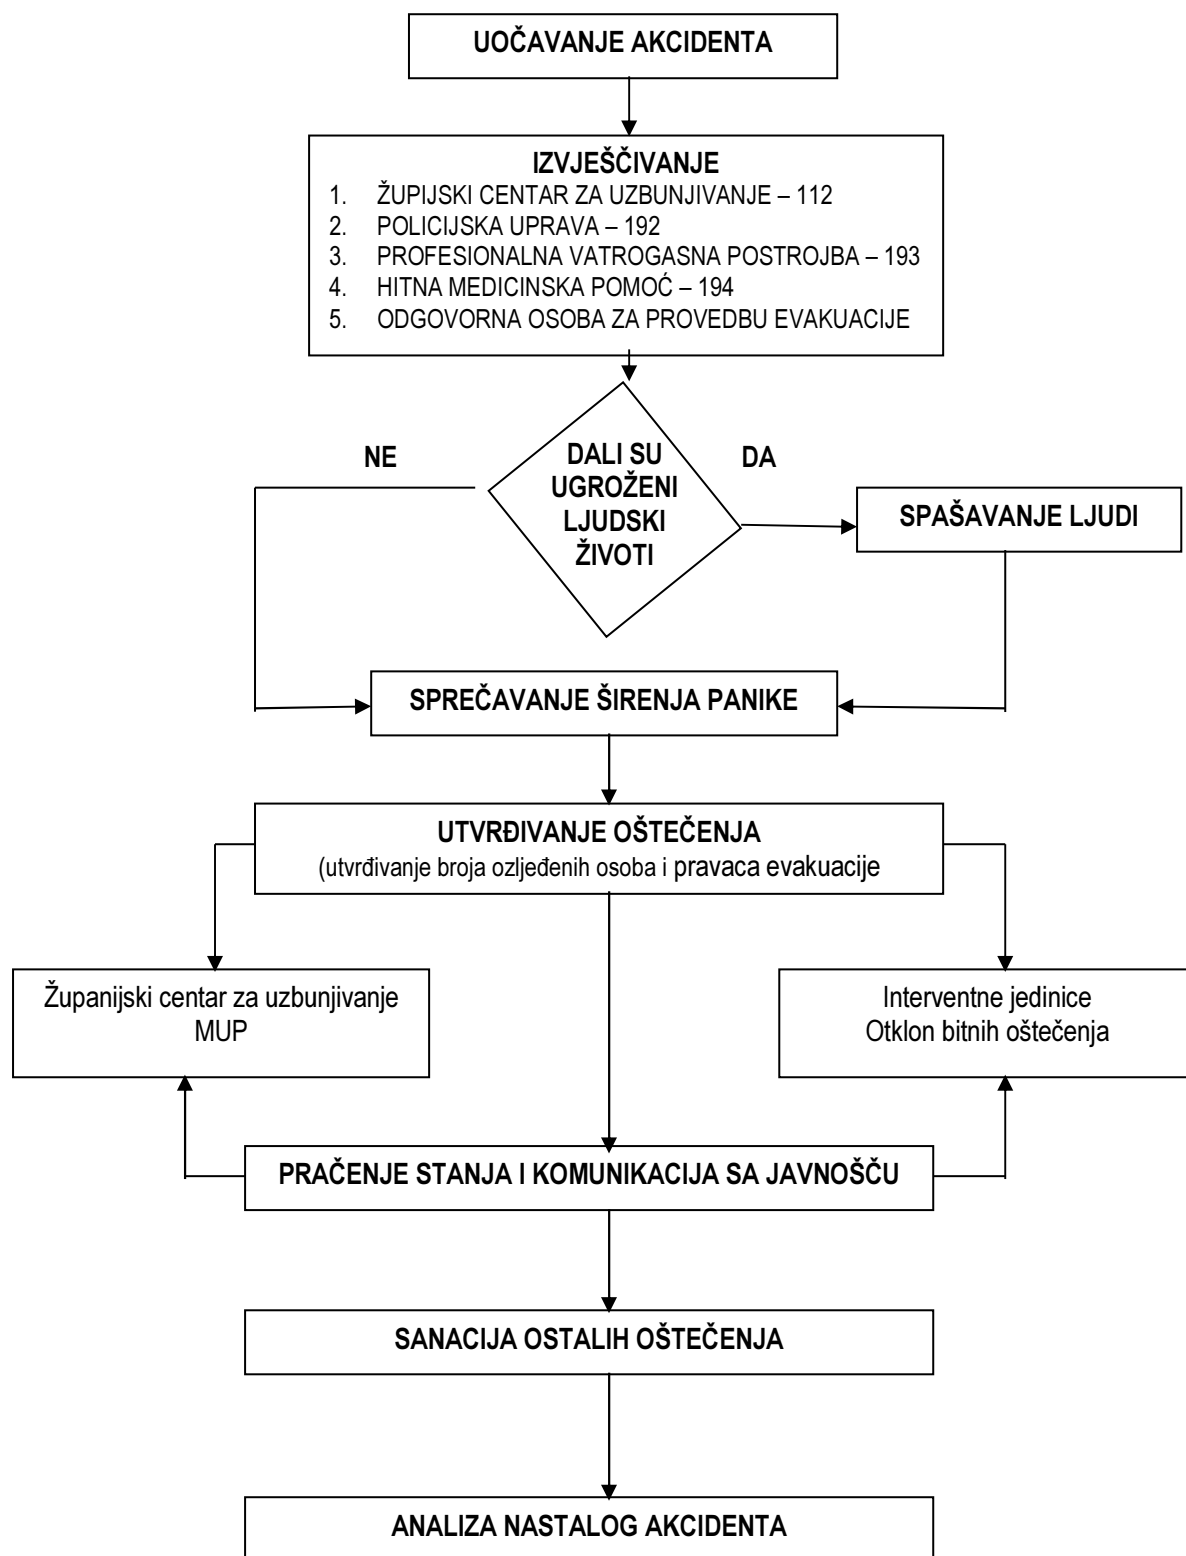 UOČAVANJE AKCIDENTA
IZVJEŠČIVANJE
1. ŽUPIJSKI CENTAR ZA UZBUNJIVANJE – 112
2. POLICIJSKA UPRAVA – 192
3. PROFESIONALNA VATROGASNA POSTROJBA – 193
4. HITNA MEDICINSKA POMOĆ – 194
5. ODGOVORNA OSOBA ZA PROVEDBU EVAKUACIJE
NE
DALI SU
UGROŽENI
LJUDSKI
ŽIVOTI
DA
SPAŠAVANJE LJUDI
SPREČAVANJE ŠIRENJA PANIKE
UTVRĐIVANJE OŠTEČENJA
(utvrđivanje broja ozljeđenih osoba i pravaca evakuacije
Županijski centar za uzbunjivanje
MUP
Interventne jedinice
Otklon bitnih oštečenja
PRAČENJE STANJA I KOMUNIKACIJA SA JAVNOŠČU
SANACIJA OSTALIH OŠTEČENJA
ANALIZA NASTALOG AKCIDENTA